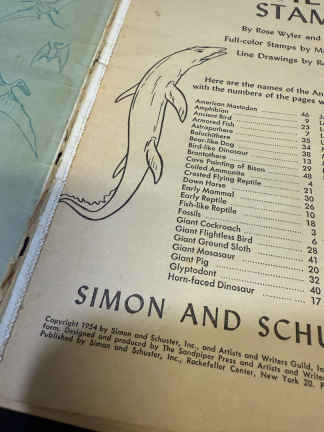 STAM
By Rose Wyler and
Full-color Stamps by M
Line Drawings by R
Here are the names of the An
with the numbers of the pages w
American Mastodon 46
Amphibian 9
Ancient Bird 23
Armored Fish 7
Astrapothere 35
Baluchithere 34
Bear-like Dog 38
Bird-like Dinosaur 13
Brontothere 29
Cave Painting of Bison 48
Coiled Ammonite 4
Crested Flying Reptile 21
Dawn Horse 30
Early Mammal 26
Early Reptile 10
Fish-like Reptile 18
Fossils 3
Giant Cockroach 6
Giant Flightless Bird 28
Giant Ground Sloth 41
Giant Mosasaur 20
Giant Pig 32
Glyptodont 40
Horn-faced Dinosaur 17
SIMON AND SCHU
Copyright 1954 by Simon and Schuster, Inc., and Artists and Writers Guild, In
form. Designed and produced by The Sandpiper Press and Artists and Write
Published by Simon and Schuster, Inc., Rockefeller Center, New York 20.